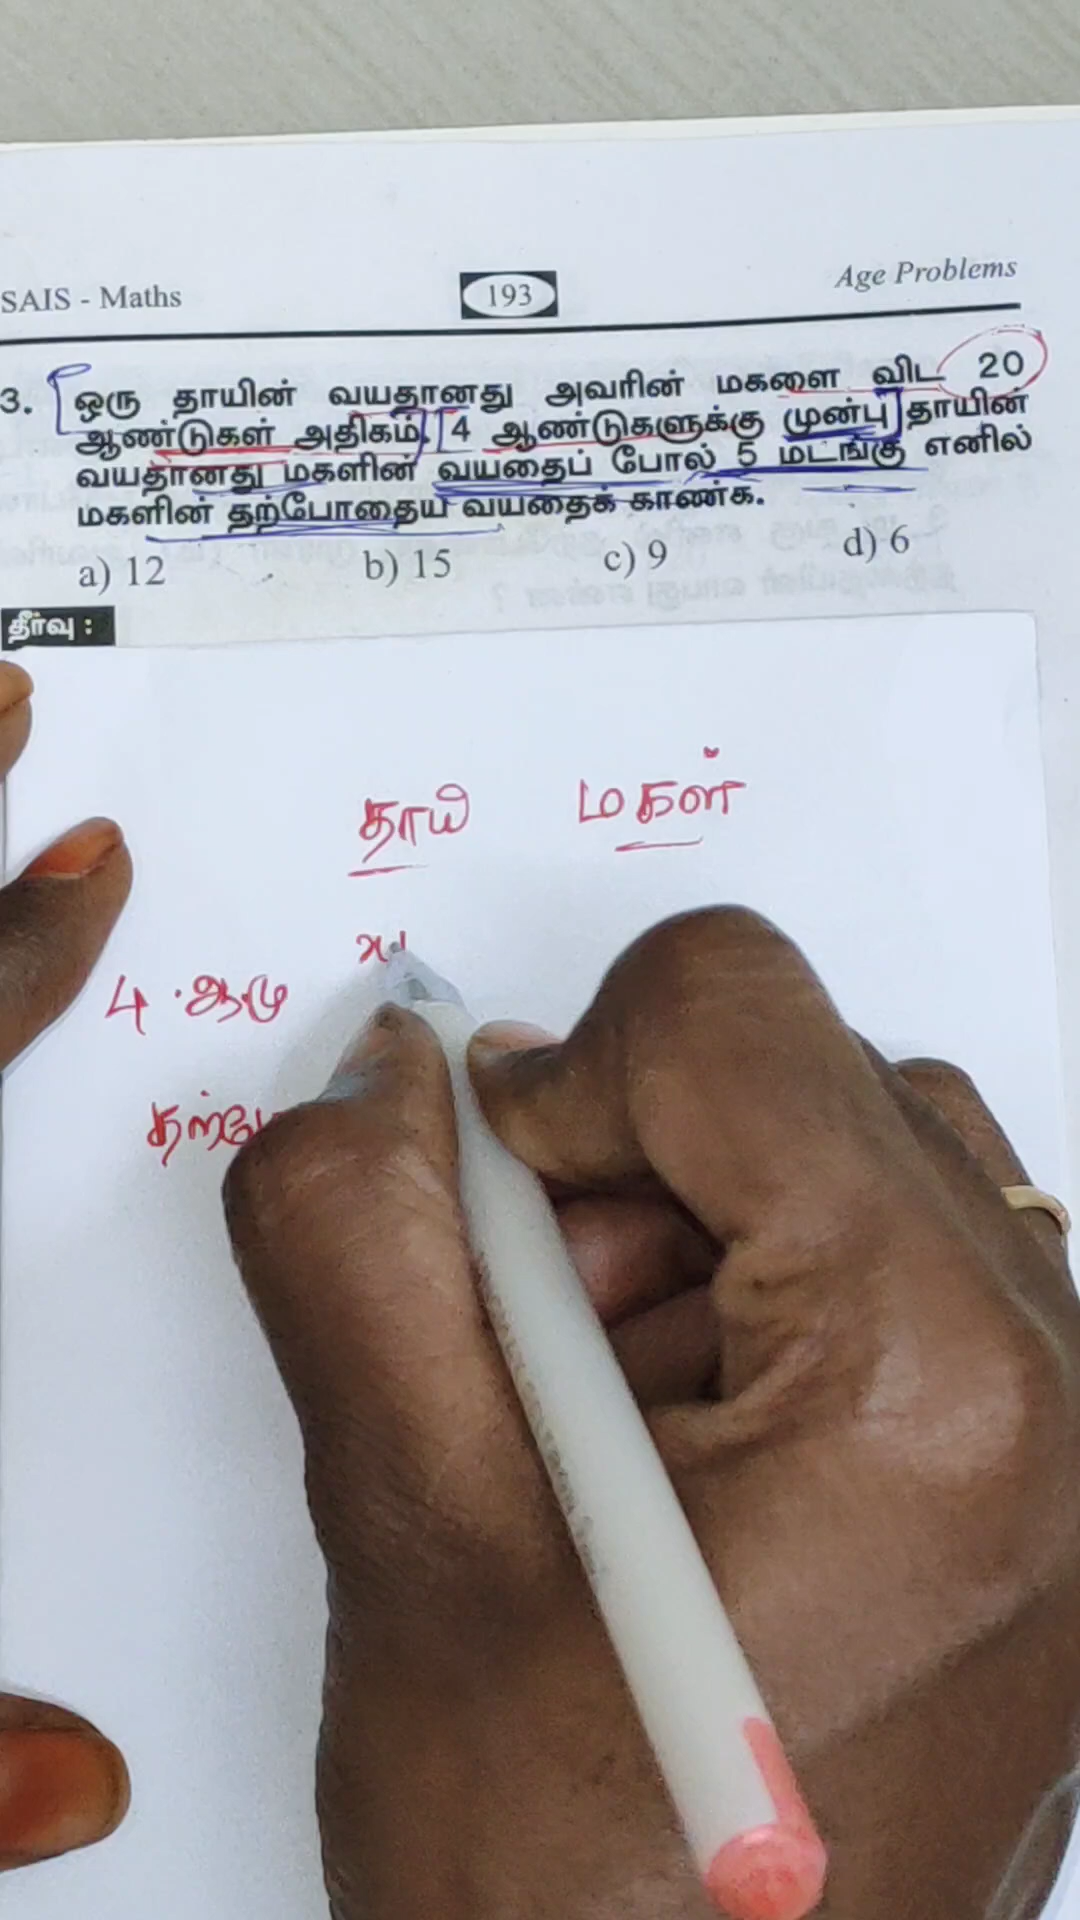 SAIS - Maths
193
Age Problems
3. ஒரு தாயின் வயதானது அவரின் மகளை விட 20
ஆண்டுகள் அதிகம். 4 ஆண்டுகளுக்கு முன்பு தாயின்
வயதானது மகளின் வயதைப் போல் 5 மடங்கு எனில்
மகளின் தற்போதைய வயதைக் காண்க.
a) 12 b) 15 c) 9 d) 6
தீர்வு :
தாய் மகள்
4 ஆ.மு